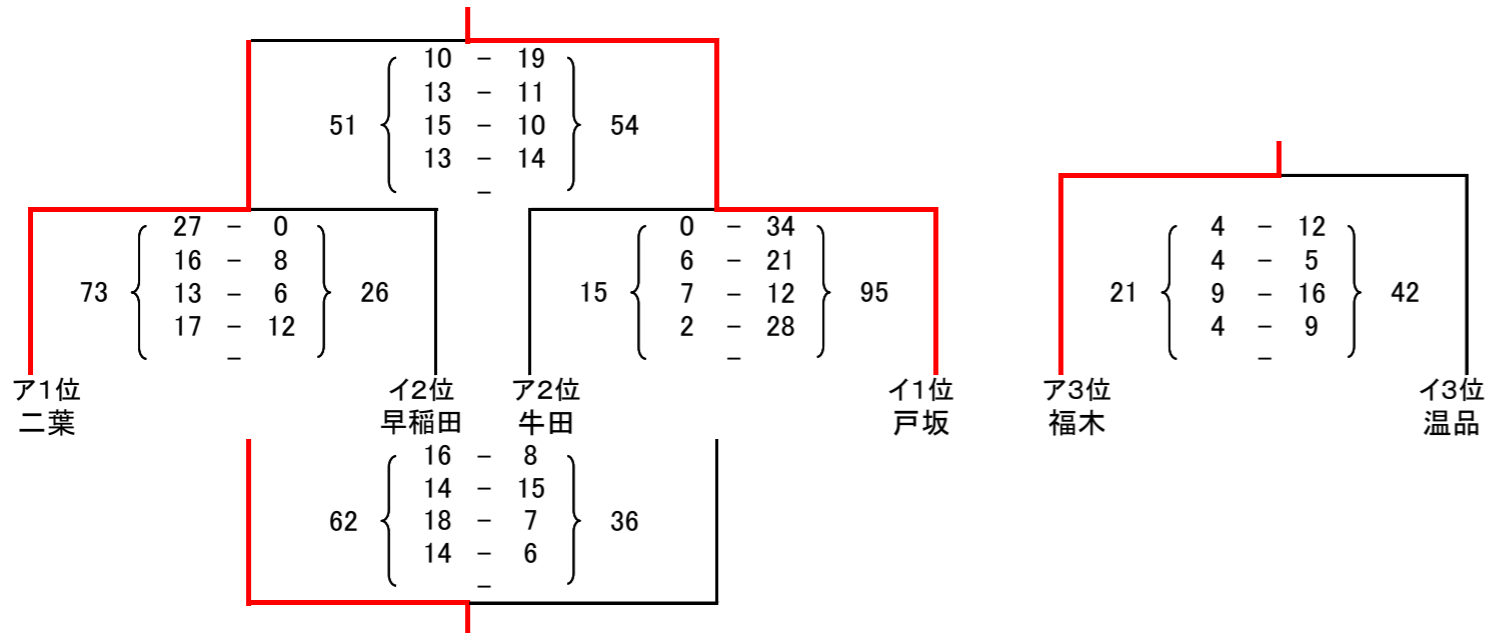 10 － 19
13 － 11
51 15 － 10 54
13 － 14
－
27 － 0
16 － 8
73 13 － 6 26
17 － 12
－
ア1位 イ2位
二葉 早稲田
0 － 34
6 － 21
15 7 － 12 95
2 － 28
－
ア2位 イ1位
牛田 戸坂
16 － 8
14 － 15
62 18 － 7 36
14 － 6
－
4 － 12
4 － 5
21 9 － 16 42
4 － 9
－
ア3位 イ3位
福木 温品